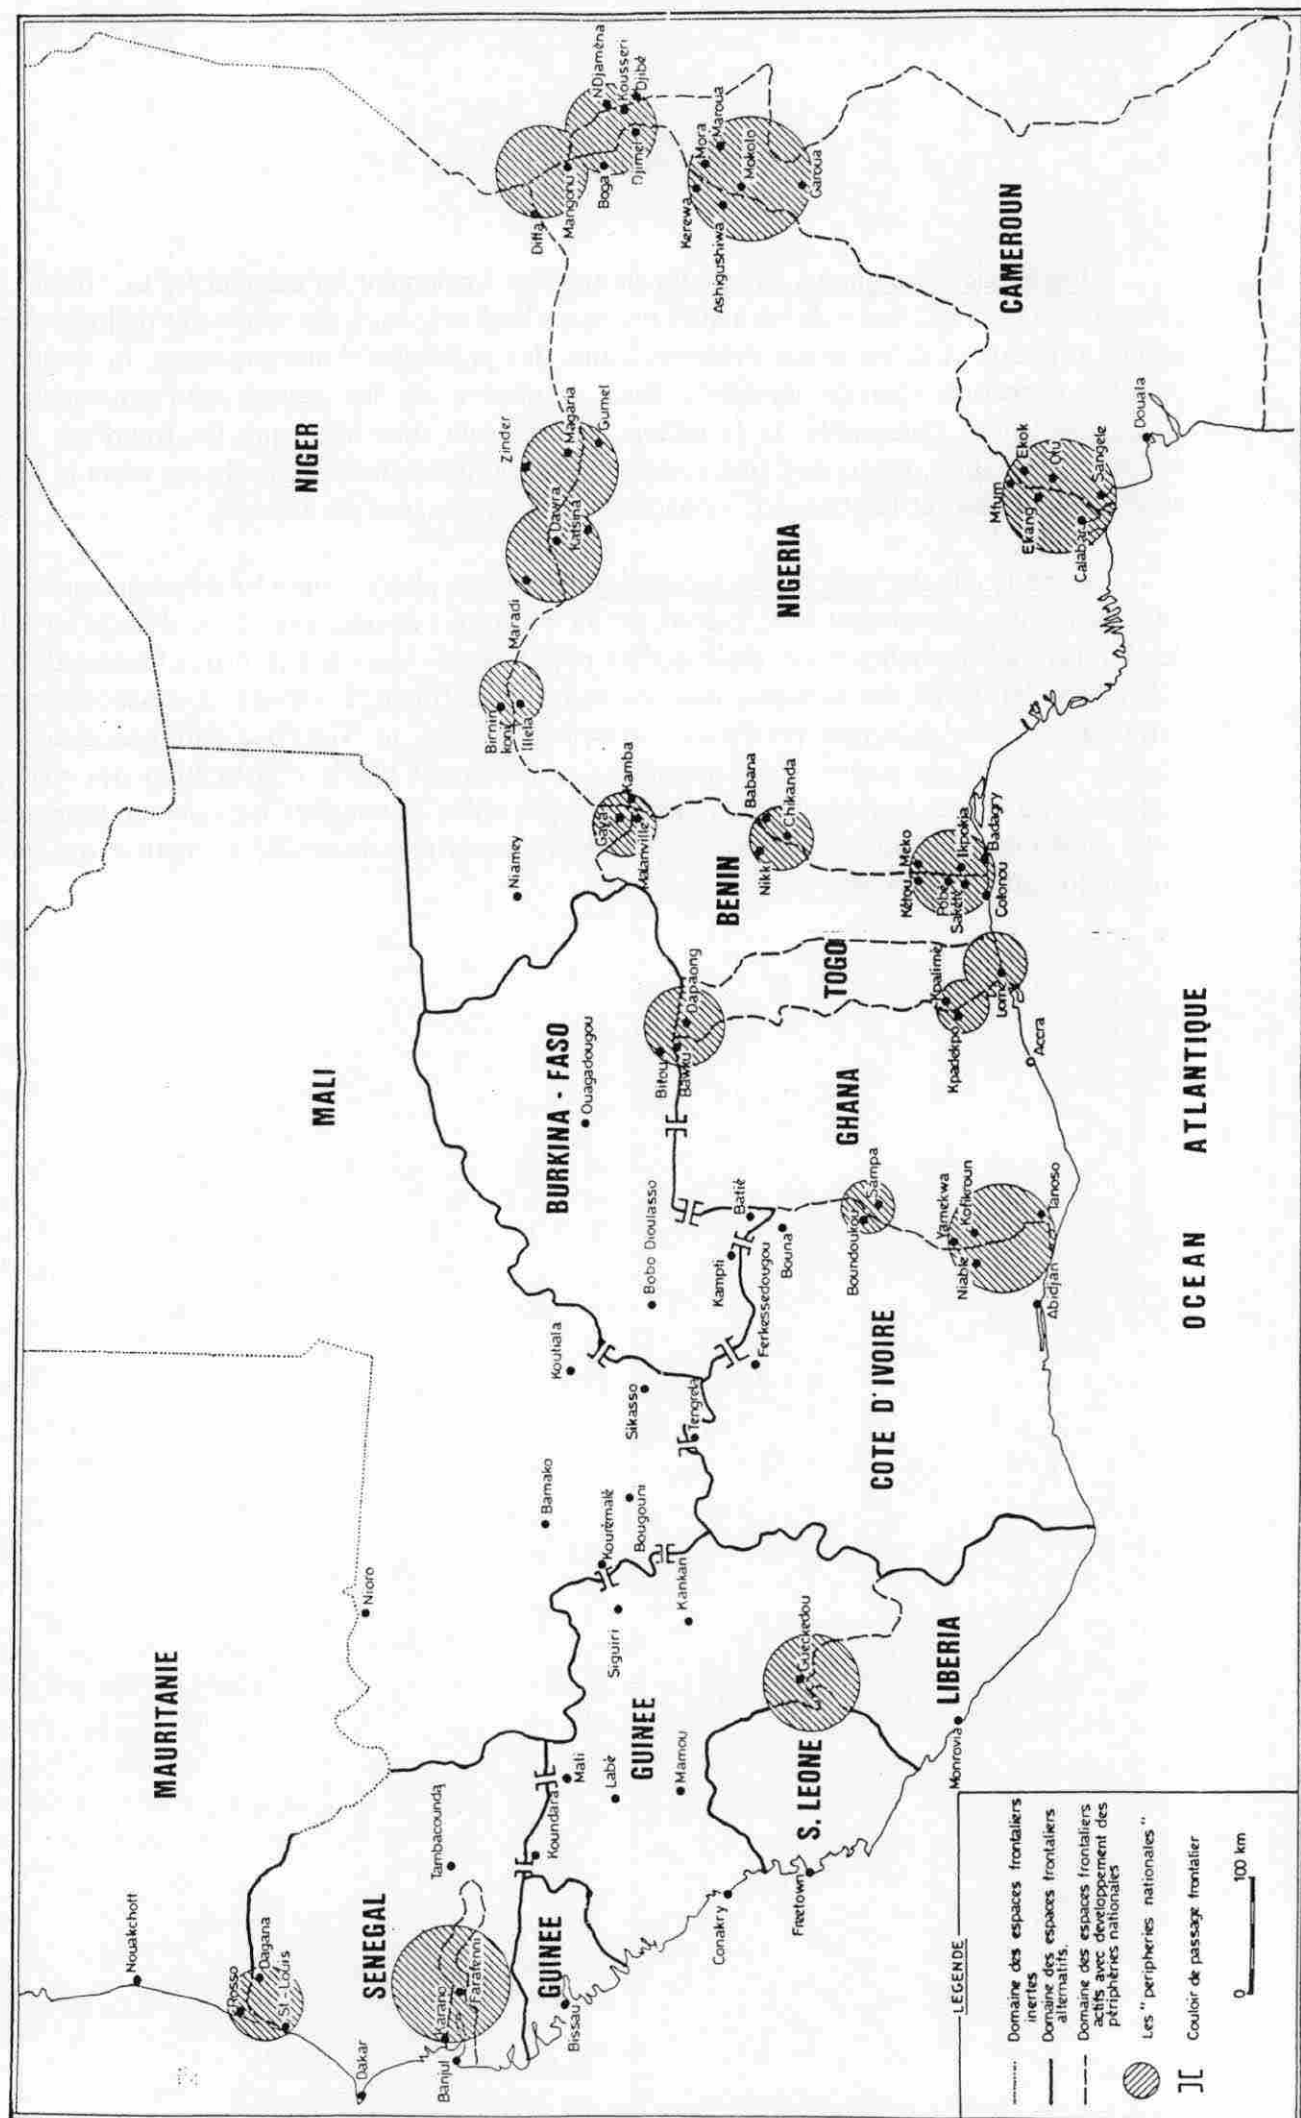 MAURITANIE
MALI
NIGER
Nouakchott
Rosso
Dagana
St-Louis
Dakar
SENEGAL
Tambacounda
Karang
Farafenni
Banjul
GUINEE
Bissau
Koundara
Mali
Labé
GUINEE
Mamou
Conakry
Freetown
S. LEONE
Monrovia
LIBERIA
Gueckedou
Nioro
Bamako
Kourémalé
Siguiri
Bougouni
Kankan
Koutiala
Sikasso
Tengrela
Bobo Dioulasso
Kampti
Batié
Ferkessedougou
Bouna
COTE D'IVOIRE
Boundoukou
Sampa
Yamekwa
Kofikroun
Niablé
Tanoso
Abidjan
BURKINA - FASO
Ouagadougou
Bitou
Bawku
Dapaong
GHANA
Accra
TOGO
Kpalimé
Kpadekpo
Lomé
BENIN
Niamey
Gaya
Kamba
Malanville
Babana
Nikki
Chikanda
Kétou
Meko
Pobé
Sakété
Ikpokia
Badagry
Cotonou
Birnin
koni
Illela
Maradi
Daura
Katsina
Zinder
Magaria
Gumel
NIGERIA
Diffa
Mangonu
Boga
Djimei
NDjaména
Kousseri
Djibé
Kerewa
Mora
Maroua
Ashigushiwa
Mokolo
Garoua
CAMEROUN
Mfum
Ekok
Ekang
Otu
Calabar
Sangele
Douala
OCEAN ATLANTIQUE
LEGENDE
Domaine des espaces frontaliers
inertes
Domaine des espaces frontaliers
alternatifs.
Domaine des espaces frontaliers
actifs avec développement des
périphéries nationales
Les "peripheries nationales"
Couloir de passage frontalier
0 100 km